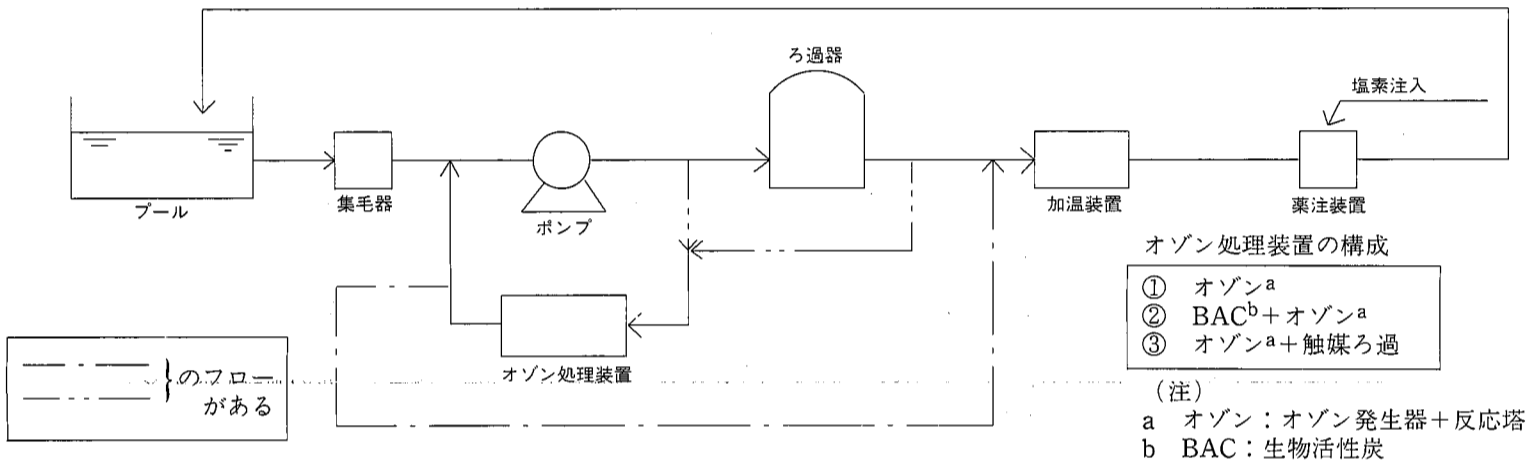 ろ過器
塩素注入
プール
集毛器
ポンプ
加温装置
薬注装置
オゾン処理装置
オゾン処理装置の構成
① オゾンa
② BACb+オゾンa
③ オゾンa+触媒ろ過
}のフロー
がある
(注)
a オゾン:オゾン発生器+反応塔
b BAC:生物活性炭